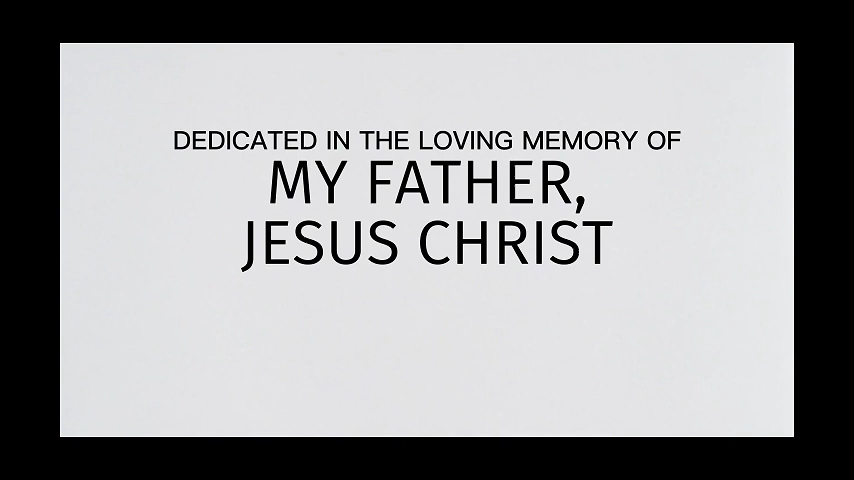 DEDICATED IN THE LOVING MEMORY OF
MY FATHER,
JESUS CHRIST